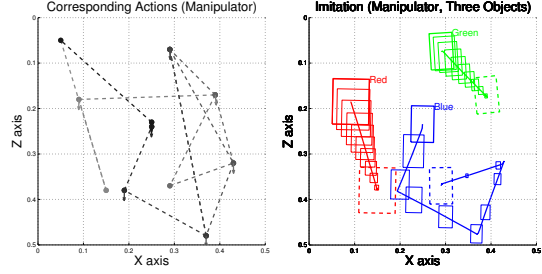 Corresponding Actions (Manipulator)
0
0.1
0.2
0.3
0.4
0.5
Z axis
0 0.1 0.2 0.3 0.4 0.5
X axis
Imitation (Manipulator, Three Objects)
0
0.1
0.2
0.3
0.4
0.5
Z axis
Green
Red
Blue
0 0.1 0.2 0.3 0.4 0.5
X axis